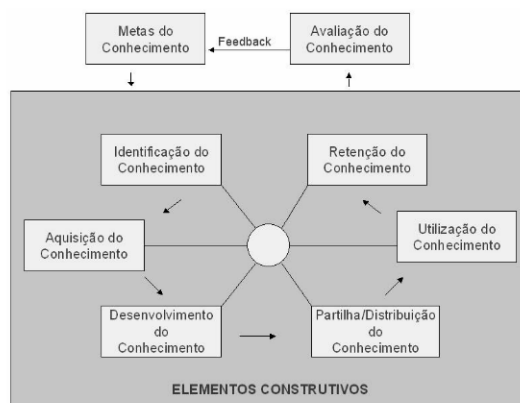 Metas do
Conhecimento
Feedback
Avaliação do
Conhecimento
Identificação do
Conhecimento
Retenção do
Conhecimento
Aquisição do
Conhecimento
Utilização do
Conhecimento
Desenvolvimento
do
Conhecimento
Partilha/Distribuição
do
Conhecimento
ELEMENTOS CONSTRUTIVOS